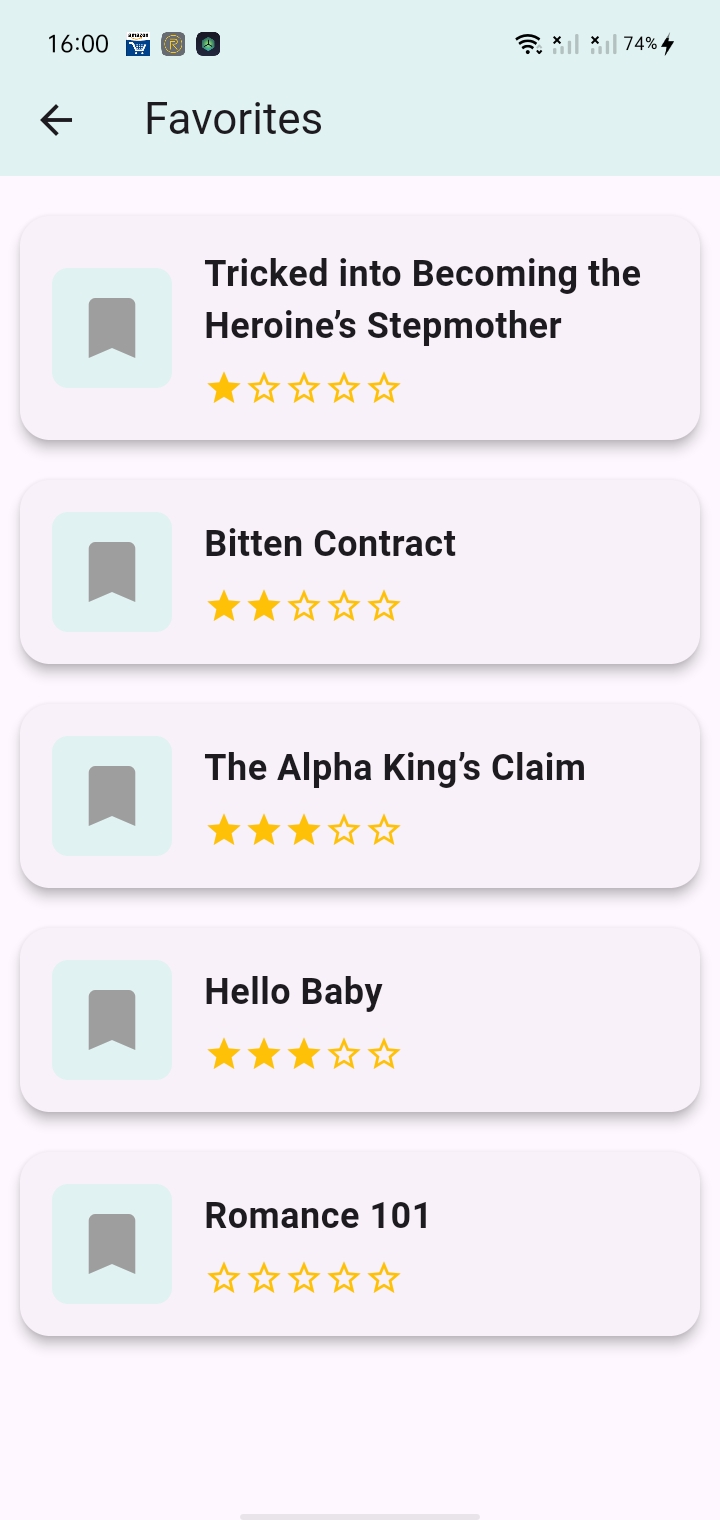 16:00
amazon
74%
Favorites
Tricked into Becoming the
Heroine’s Stepmother
Bitten Contract
The Alpha King’s Claim
Hello Baby
Romance 101